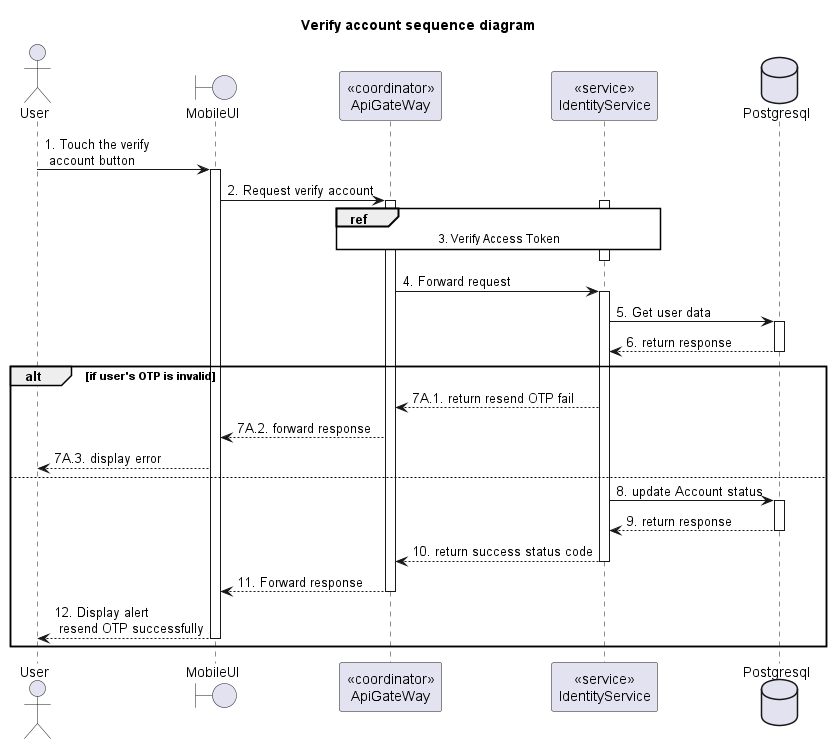 Verify account sequence diagram
User
MobileUI
«coordinator»
ApiGateWay
«service»
IdentityService
Postgresql
1. Touch the verify
account button
2. Request verify account
ref
3. Verify Access Token
4. Forward request
5. Get user data
6. return response
alt
[if user's OTP is invalid]
7A.1. return resend OTP fail
7A.2. forward response
7A.3. display error
8. update Account status
9. return response
10. return success status code
11. Forward response
12. Display alert
resend OTP successfully
User
MobileUI
«coordinator»
ApiGateWay
«service»
IdentityService
Postgresql